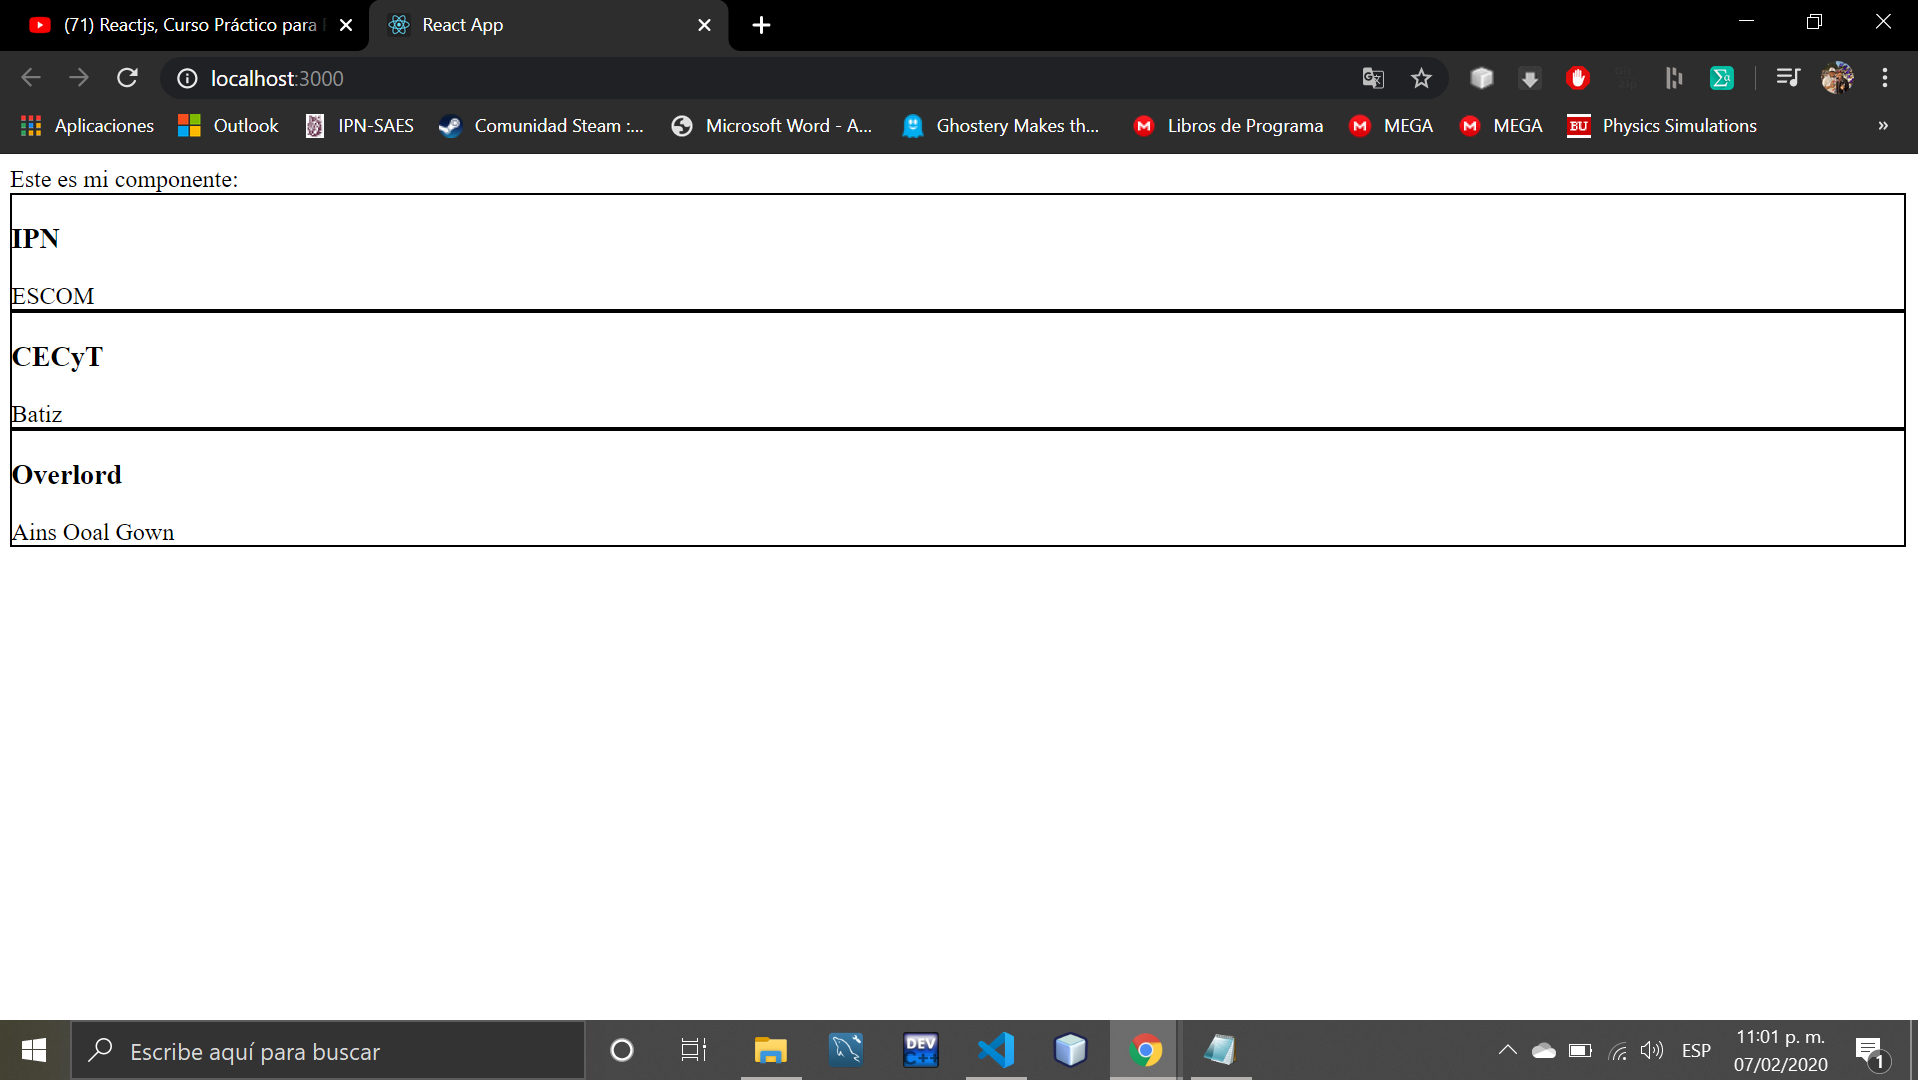 (71) Reactjs, Curso Práctico para
React App
localhost:3000
Aplicaciones
Outlook
IPN-SAES
Comunidad Steam :...
Microsoft Word - A...
Ghostery Makes th...
Libros de Programa
MEGA
MEGA
BU
Physics Simulations
»
Este es mi componente:
IPN
ESCOM
CECyT
Batiz
Overlord
Ains Ooal Gown
Escribe aquí para buscar
DEV
C++
ESP
11:01 p. m.
07/02/2020
1